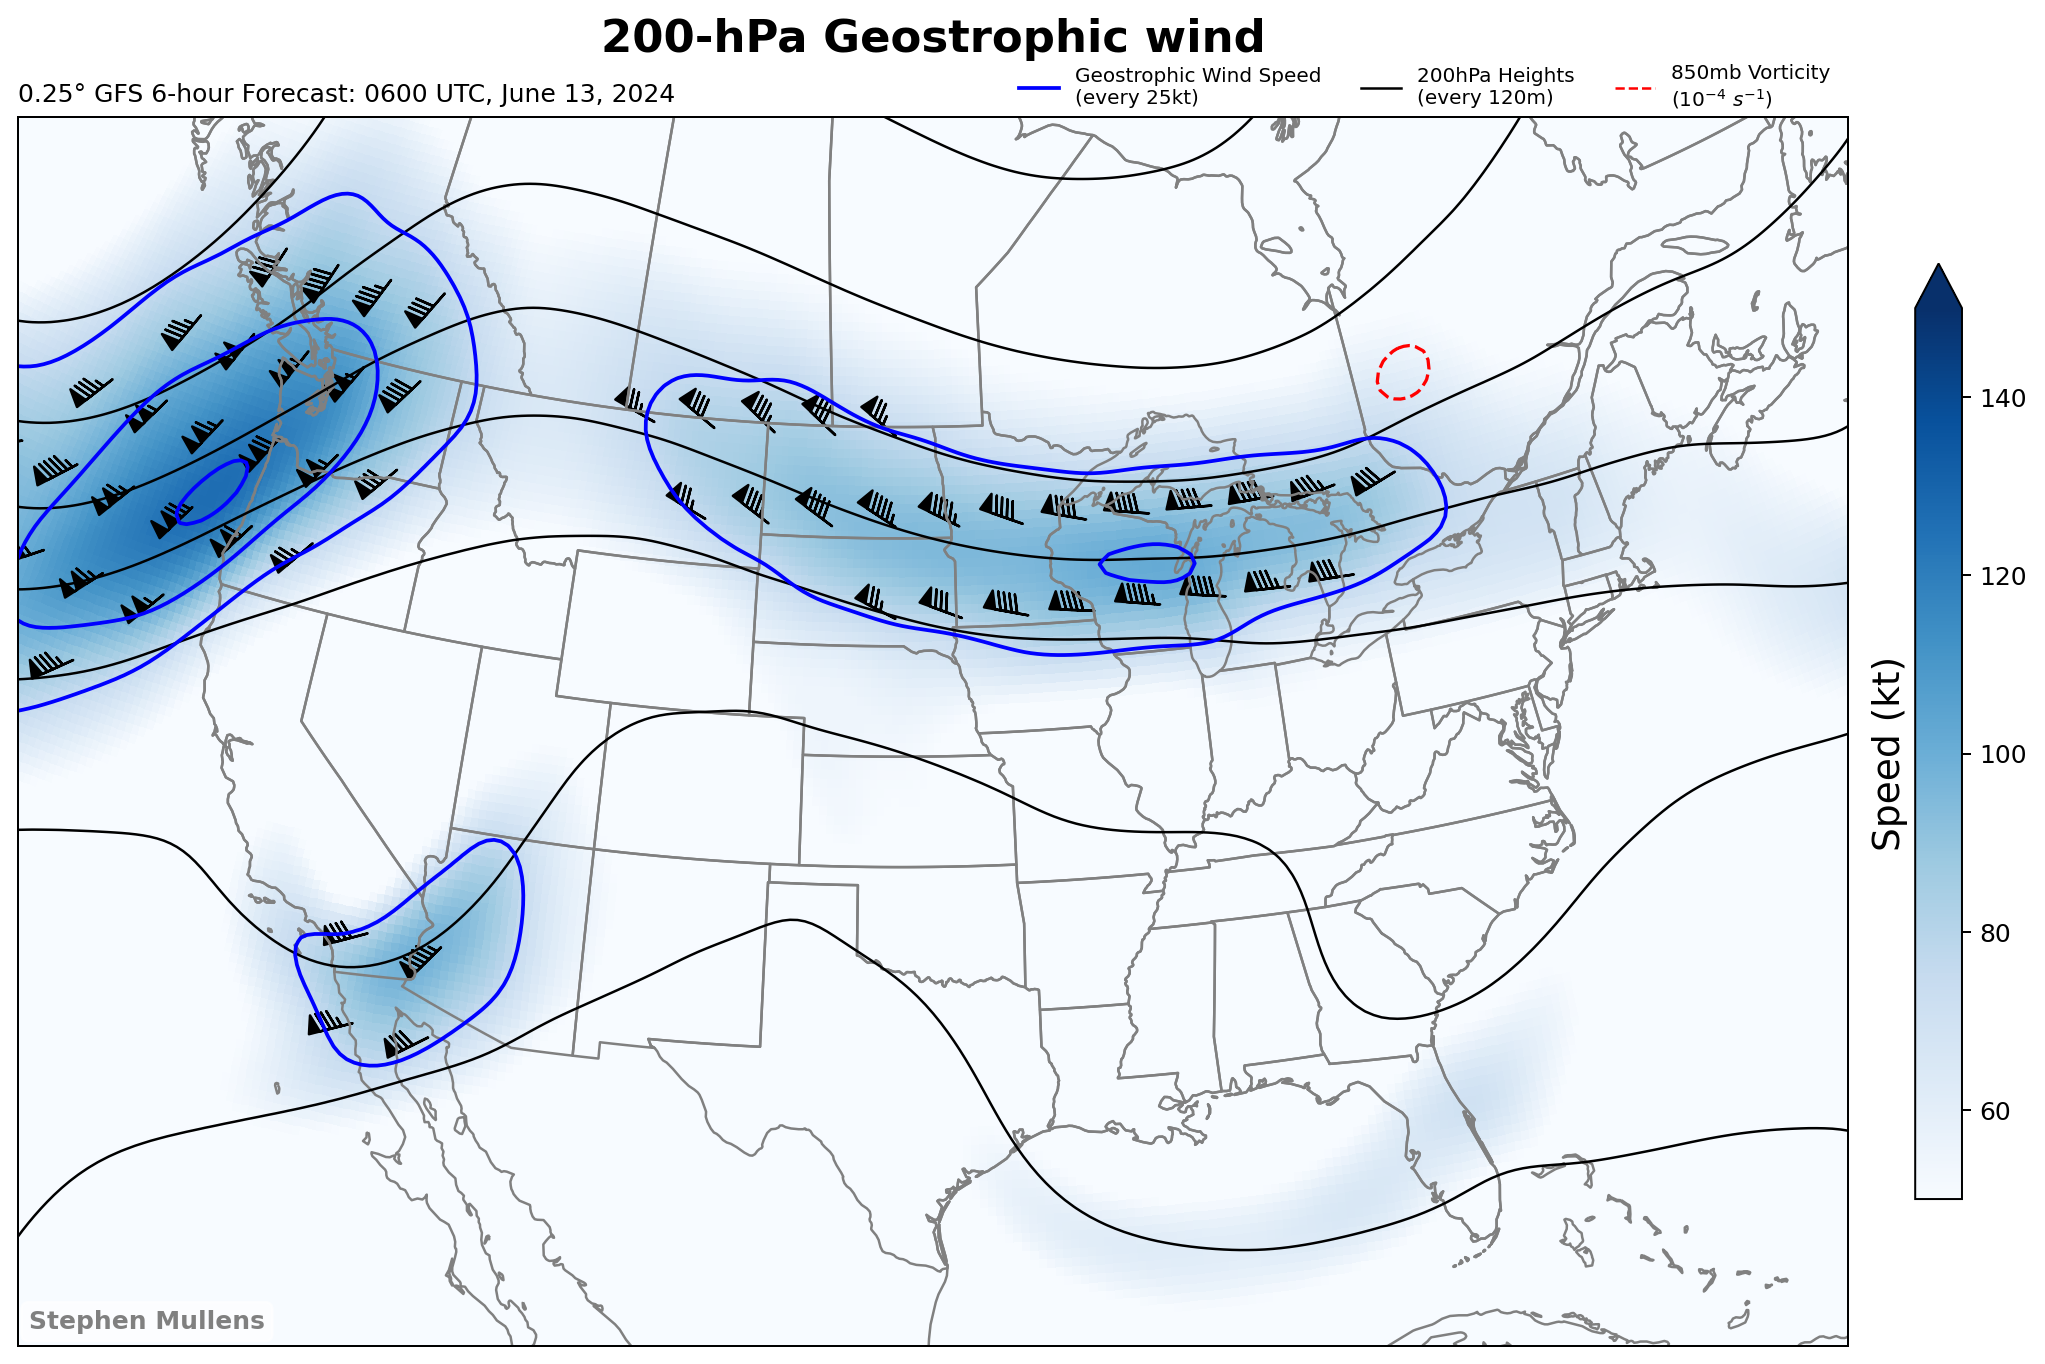 200-hPa Geostrophic wind
0.25° GFS 6-hour Forecast: 0600 UTC, June 13, 2024
Geostrophic Wind Speed
(every 25kt)
200hPa Heights
(every 120m)
850mb Vorticity
(10⁻⁴ s⁻¹)
140
120
100
80
60
Speed (kt)
Stephen Mullens